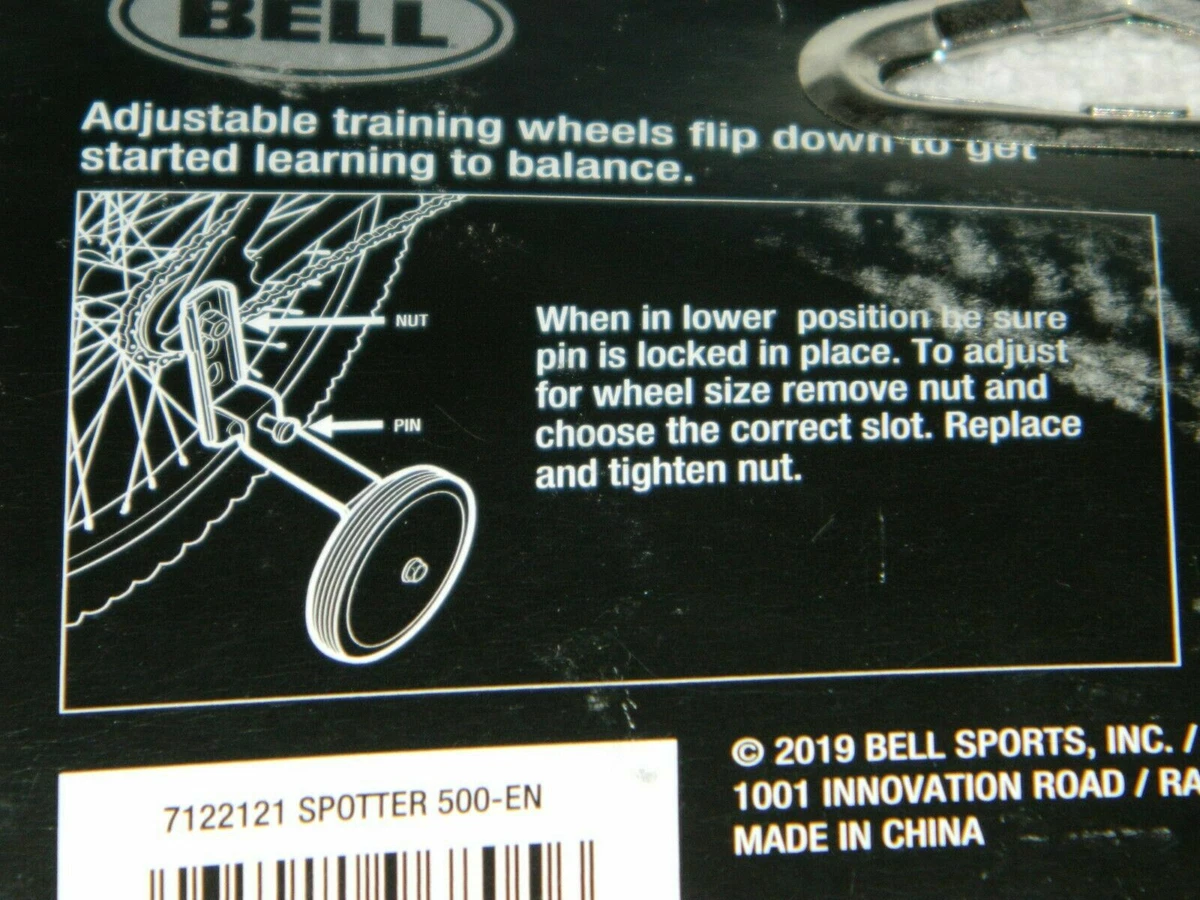 BELL
Adjustable training wheels flip down to get
started learning to balance.
NUT
PIN
When in lower position be sure
pin is locked in place. To adjust
for wheel size remove nut and
choose the correct slot. Replace
and tighten nut.
7122121 SPOTTER 500-EN
© 2019 BELL SPORTS, INC. /
1001 INNOVATION ROAD / RA
MADE IN CHINA